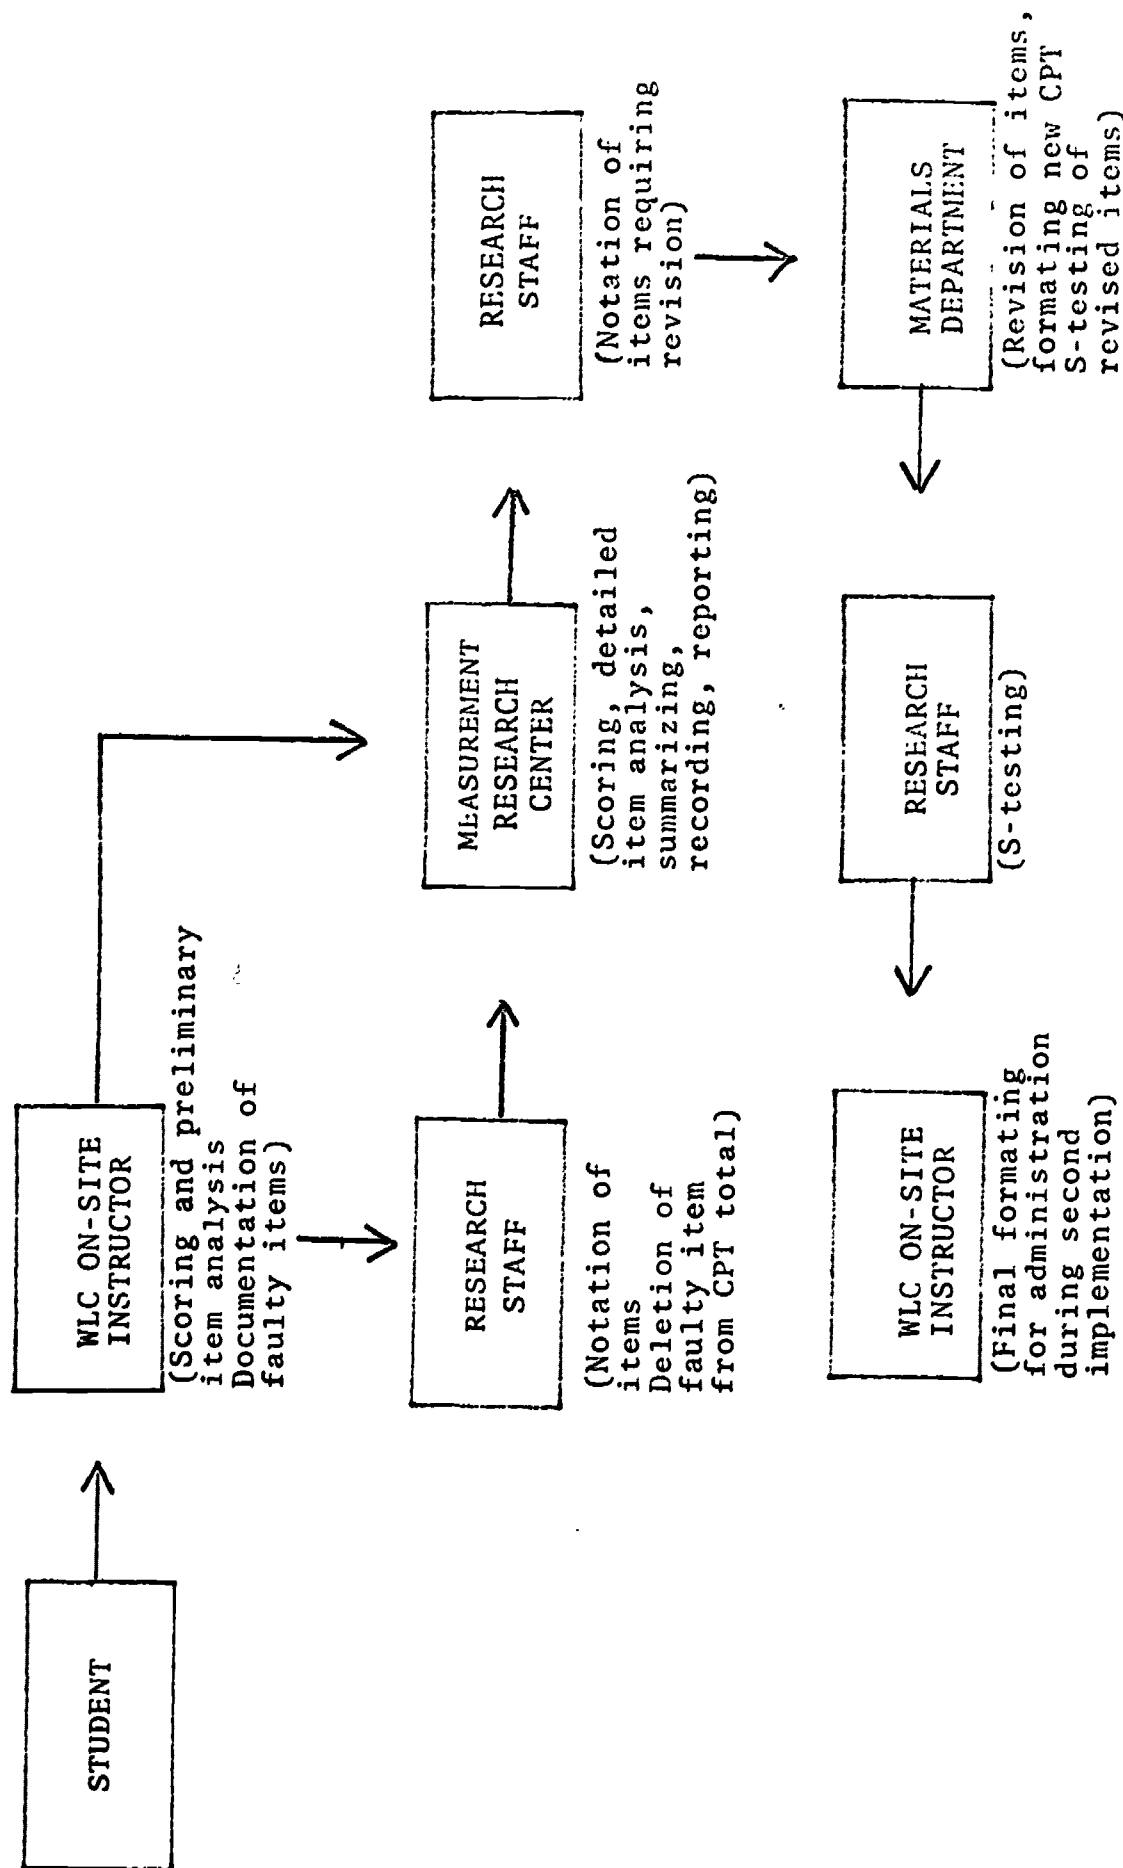 STUDENT
WLC ON-SITE
INSTRUCTOR
(Scoring and preliminary
item analysis
Documentation of
faulty items)
RESEARCH
STAFF
(Notation of
items
Deletion of
faulty item
from CPT total)
MEASUREMENT
RESEARCH
CENTER
(Scoring, detailed
item analysis,
summarizing,
recording, reporting)
RESEARCH
STAFF
(Notation of
items requiring
revision)
MATERIALS
DEPARTMENT
(Revision of items,
formating new CPT
S-testing of
revised items)
RESEARCH
STAFF
(S-testing)
WLC ON-SITE
INSTRUCTOR
(Final formating
for administration
during second
implementation)